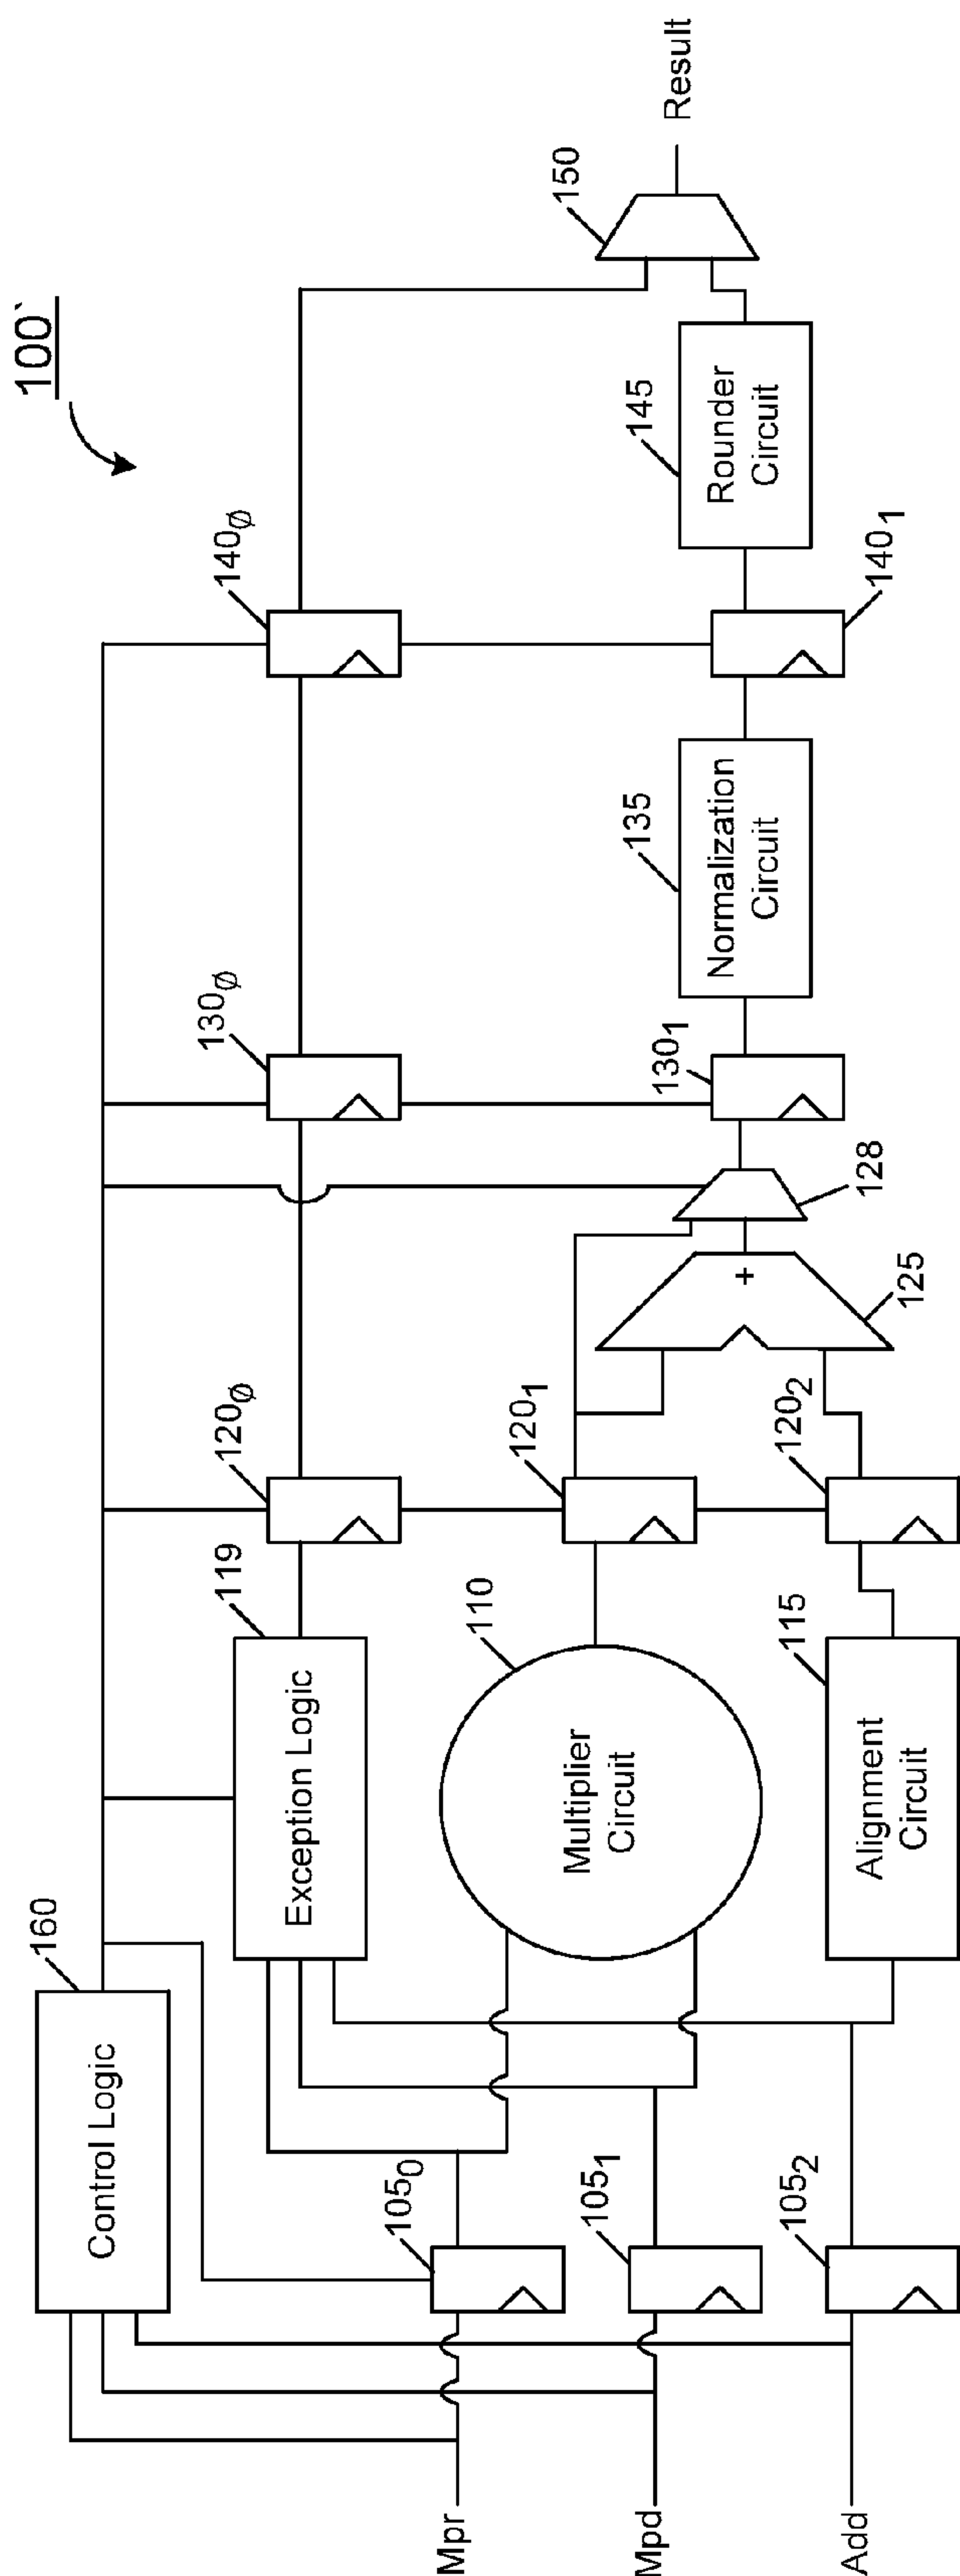 100`
160
Control Logic
119
Exception Logic
120∅
130∅
140∅
Mpr
105₀
110
Multiplier
Circuit
120₁
150
Result
Mpd
105₁
128
125
+
130₁
135
Normalization
Circuit
140₁
145
Rounder
Circuit
Add
105₂
115
Alignment
Circuit
120₂